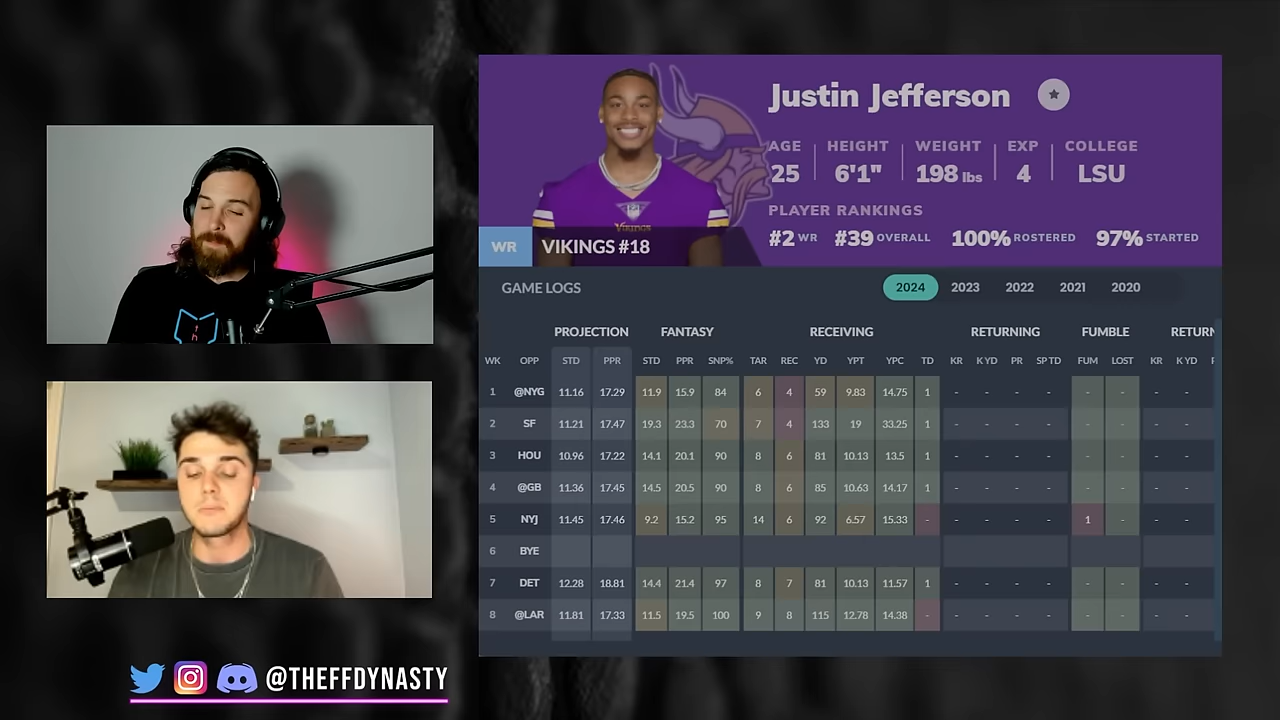 Justin Jefferson
AGE HEIGHT WEIGHT EXP COLLEGE
25 6'1" 198 lbs 4 LSU
PLAYER RANKINGS
#2 WR #39 OVERALL 100% ROSTERED 97% STARTED
WR VIKINGS #18
VIKINGS
GAME LOGS 2024 2023 2022 2021 2020
PROJECTION FANTASY RECEIVING RETURNING FUMBLE RETURN
WK OPP STD PPR STD PPR SNP% TAR REC YD YPT YPC TD KR K YD PR SP TD FUM LOST KR K YD
1 @NYG 11.16 17.29 11.9 15.9 84 6 4 59 9.83 14.75 1 - - - - - - - -
2 SF 11.21 17.47 19.3 23.3 70 7 4 133 19 33.25 1 - - - - - - - -
3 HOU 10.96 17.22 14.1 20.1 90 8 6 81 10.13 13.5 1 - - - - - - - -
4 @GB 11.36 17.45 14.5 20.5 90 8 6 85 10.63 14.17 1 - - - - - - - -
5 NYJ 11.45 17.46 9.2 15.2 95 14 6 92 6.57 15.33 - - - - - 1 - - -
6 BYE
7 DET 12.28 18.81 14.4 21.4 97 8 7 81 10.13 11.57 1 - - - - - - - -
8 @LAR 11.81 17.33 11.5 19.5 100 9 8 115 12.78 14.38 - - - - - - - - -
@THEFFDYNASTY